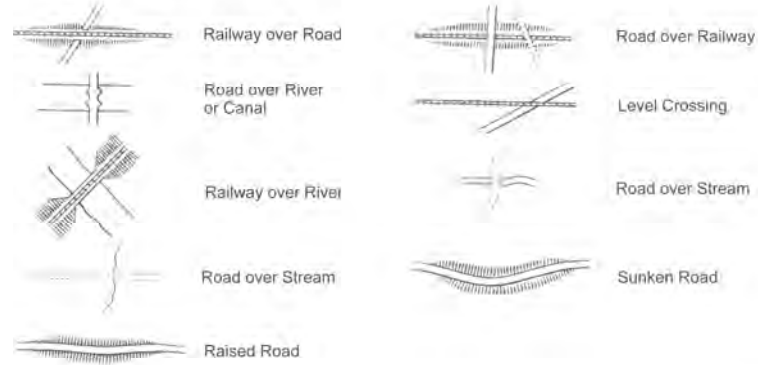 Railway over Road
Road over River
or Canal
Railway over River
Road over Stream
Raised Road
Road over Railway
Level Crossing
Road over Stream
Sunken Road